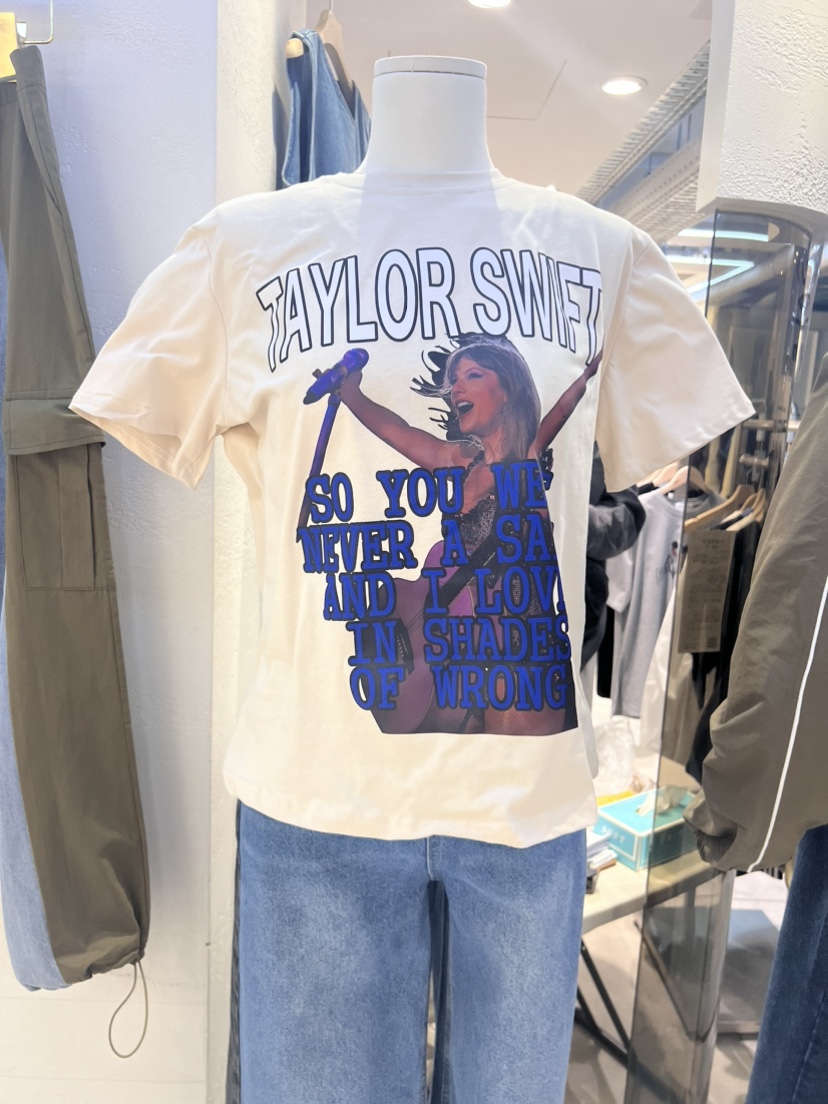 TAYLOR SWIFT
SO YOU WE
NEVER A SA
AND I LOV
IN SHADES
OF WRONG